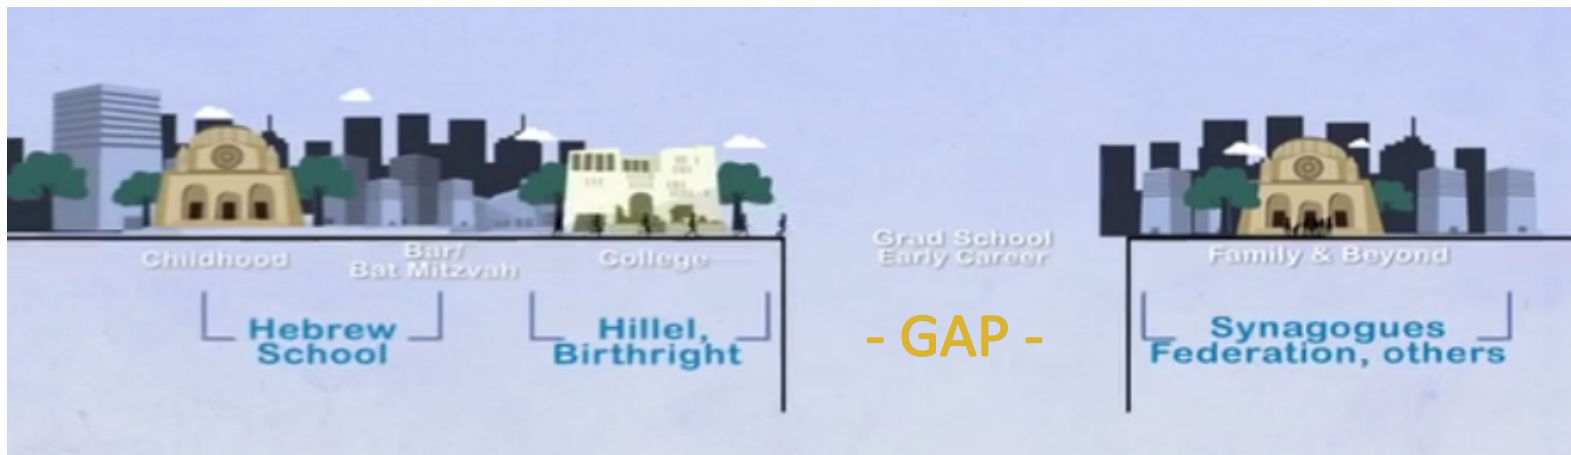 Childhood
Bar/
Bat Mitzvah
College
Grad School
Early Career
Family & Beyond
Hebrew
School
Hillel,
Birthright
- GAP -
Synagogues
Federation, others